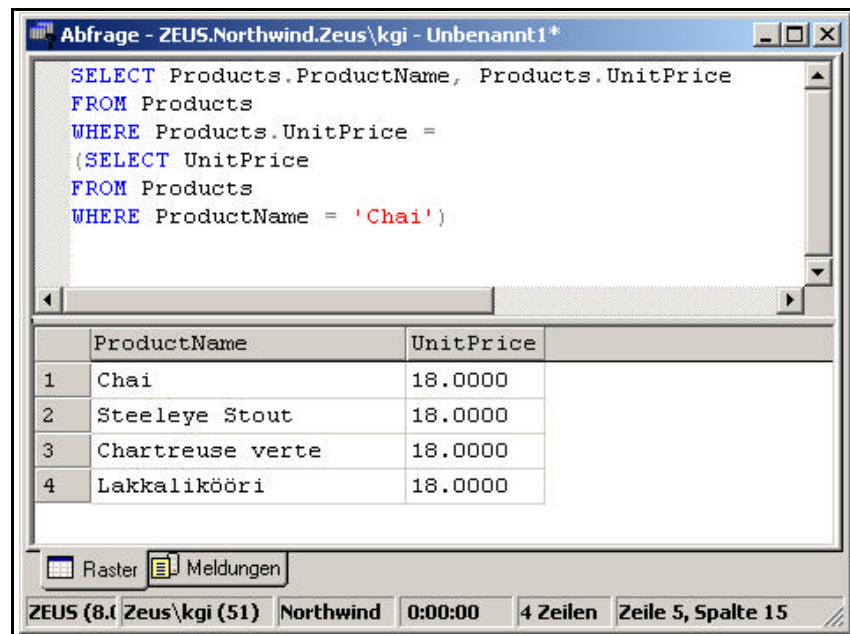 Abfrage - ZEUS.Northwind.Zeus\kgi - Unbenannt1*
SELECT Products.ProductName, Products.UnitPrice
FROM Products
WHERE Products.UnitPrice =
(SELECT UnitPrice
FROM Products
WHERE ProductName = 'Chai')
ProductName UnitPrice
1 Chai 18.0000
2 Steeleye Stout 18.0000
3 Chartreuse verte 18.0000
4 Lakkalikööri 18.0000
Raster Meldungen
ZEUS (8.( Zeus\kgi (51) Northwind 0:00:00 4 Zeilen Zeile 5, Spalte 15